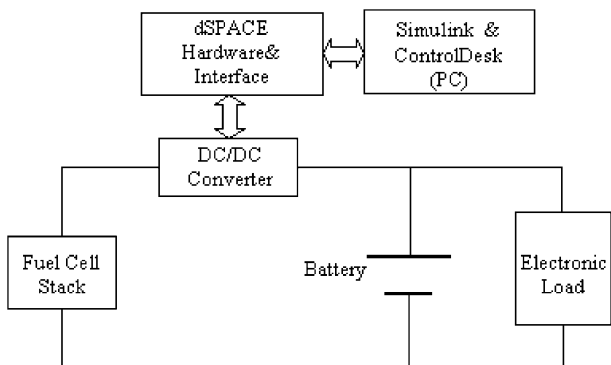 dSPACE
Hardware&
Interface
Simulink &
ControlDesk
(PC)
DC/DC
Converter
Fuel Cell
Stack
Battery
Electronic
Load